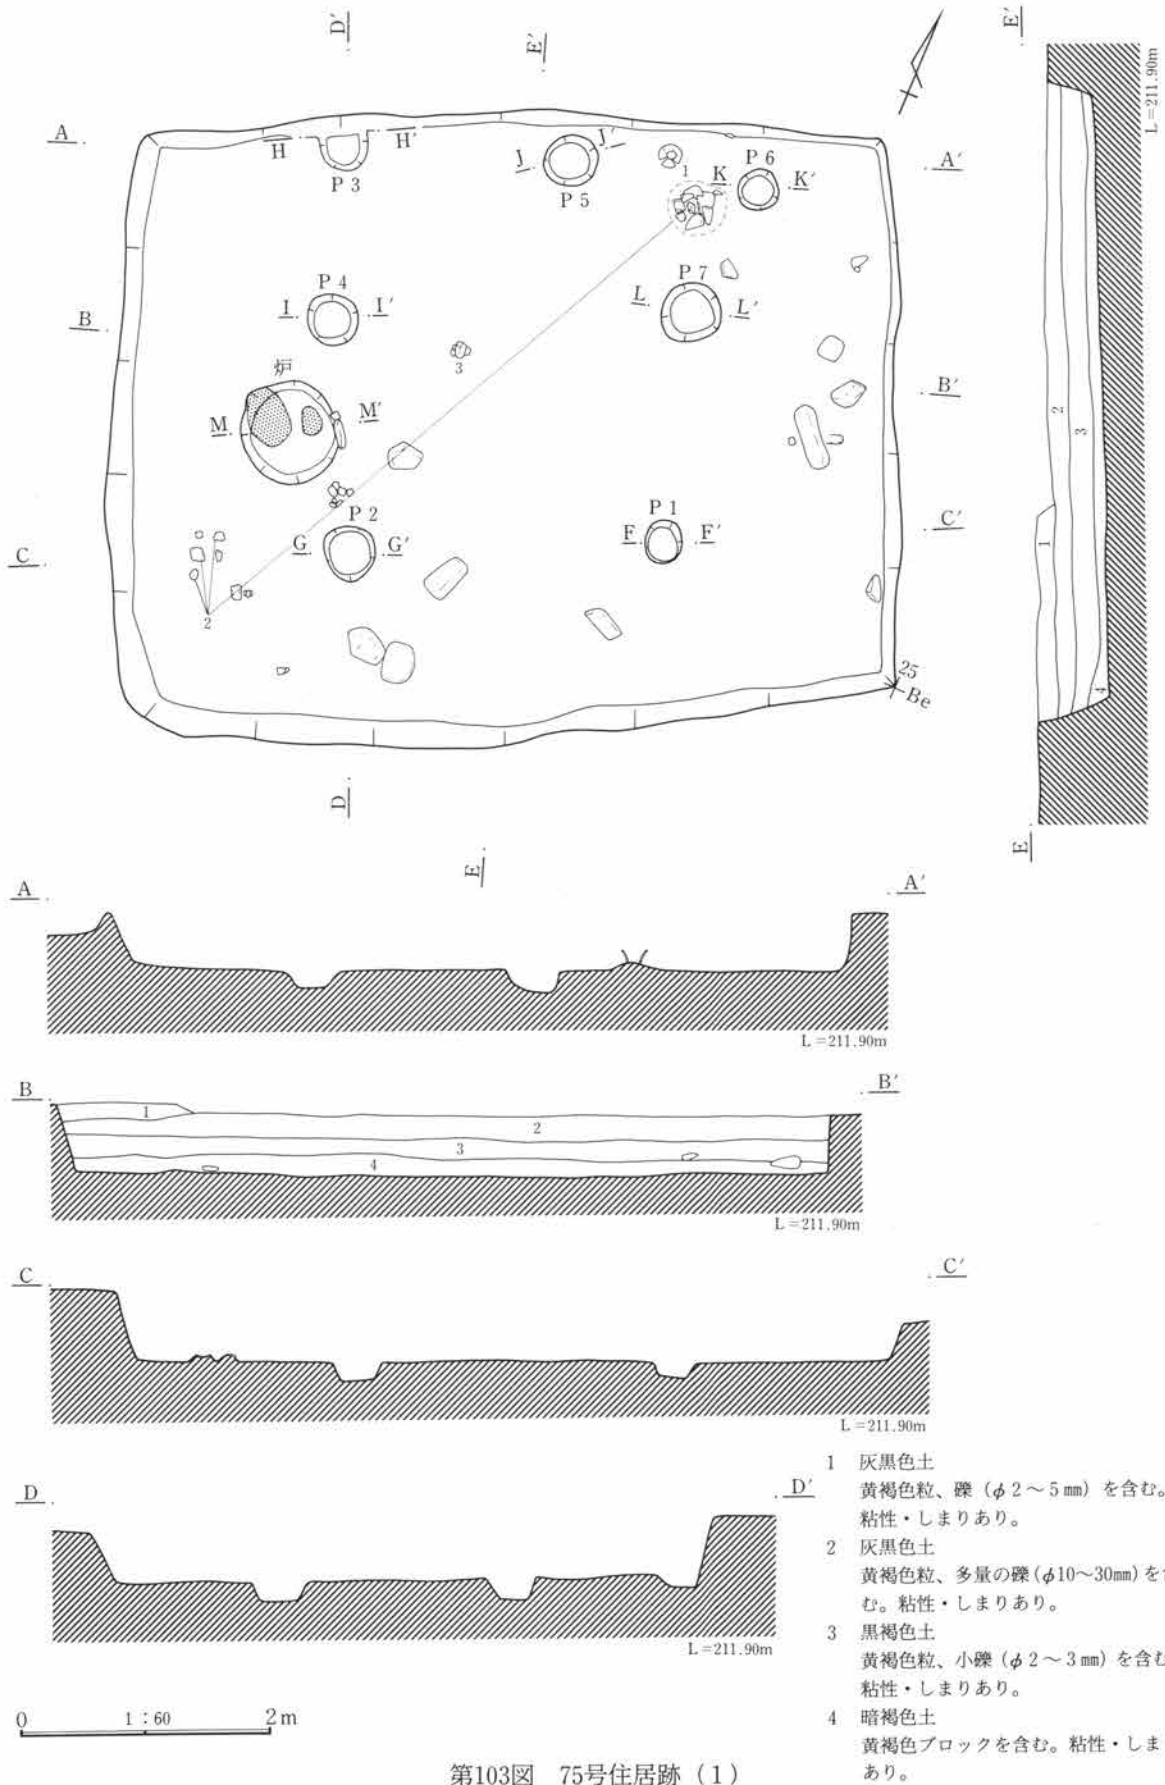 D′
E′
E′
L=211.90m
A
H
H′
P 3
J
J′
P 5
1
K
P 6
K′
A′
P 4
I
I′
B
L
P 7
L′
3
炉
M
M′
B′
2
3
P 2
G
G′
P 1
F
F′
C′
C
1
2
25
Be
4
D
E
E
A
A′
L=211.90m
B
B′
1
2
3
4
L=211.90m
C
C′
L=211.90m
D
D′
L=211.90m
1 灰黒色土
黄褐色粒、礫（φ2～5㎜）を含む。
粘性・しまりあり。
2 灰黒色土
黄褐色粒、多量の礫（φ10～30㎜）を
む。粘性・しまりあり。
3 黒褐色土
黄褐色粒、小礫（φ2～3㎜）を含む
粘性・しまりあり。
4 暗褐色土
黄褐色ブロックを含む。粘性・しま
あり。
0 1：60 2m
第103図 75号住居跡（1）